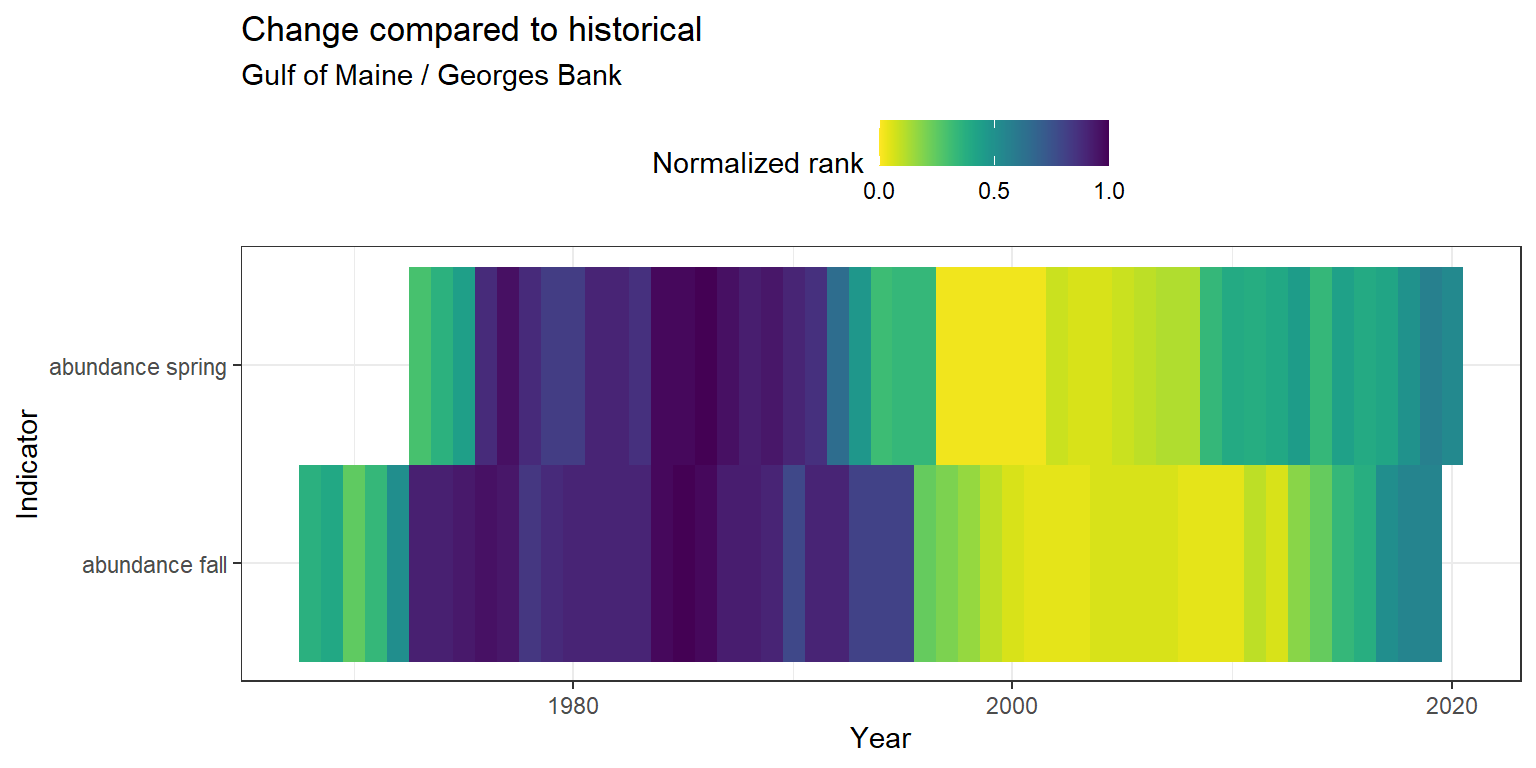 Change compared to historical
Gulf of Maine / Georges Bank
Normalized rank
0.0 0.5 1.0
abundance spring
abundance fall
Indicator
1980 2000 2020
Year